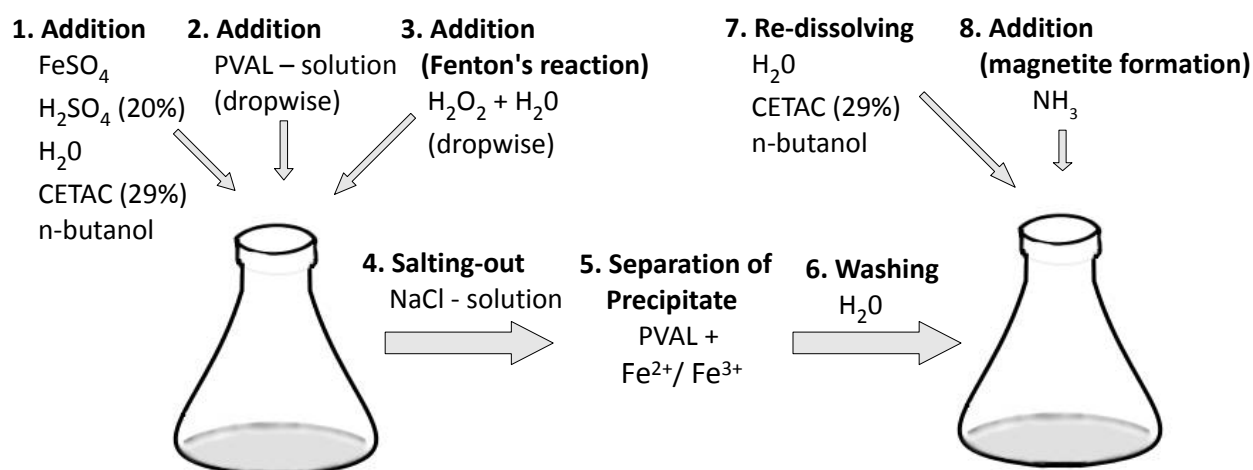 1. Addition
FeSO₄
H₂SO₄ (20%)
H₂0
CETAC (29%)
n-butanol
2. Addition
PVAL – solution
(dropwise)
3. Addition
(Fenton's reaction)
H₂O₂ + H₂0
(dropwise)
4. Salting-out
NaCl - solution
5. Separation of
Precipitate
PVAL +
Fe²⁺/ Fe³⁺
6. Washing
H₂0
7. Re-dissolving
H₂0
CETAC (29%)
n-butanol
8. Addition
(magnetite formation)
NH₃